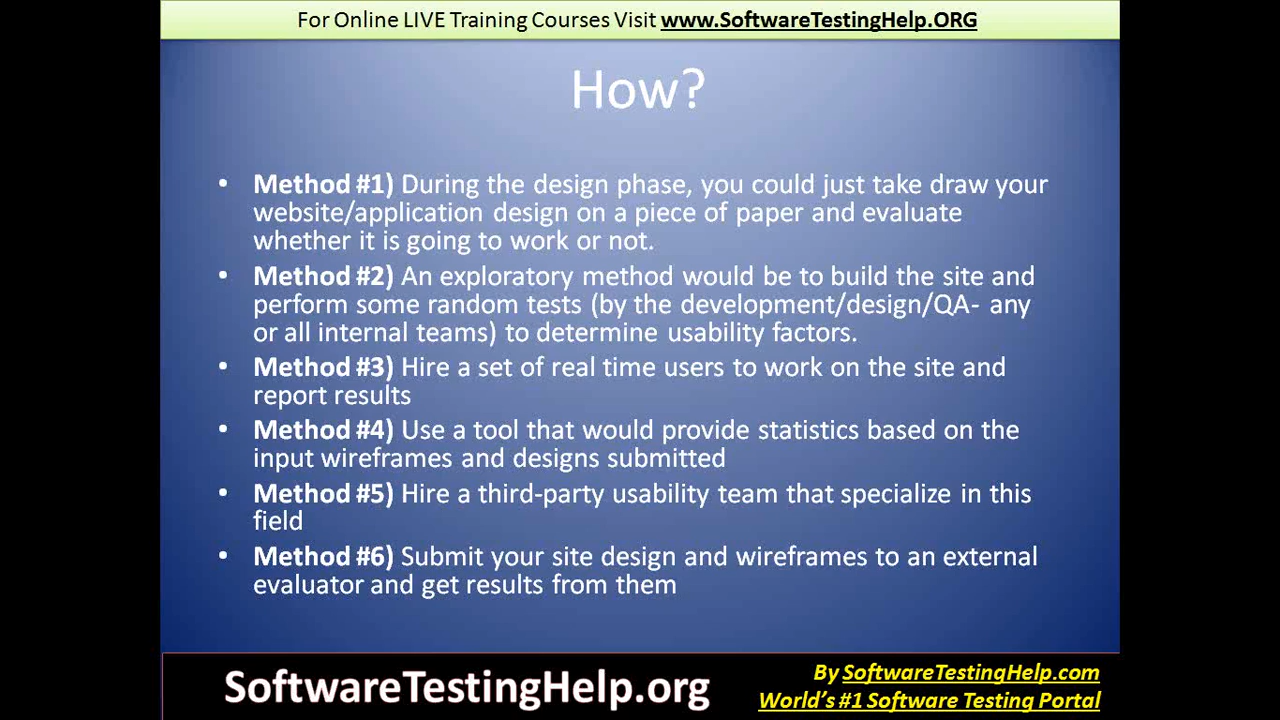 For Online LIVE Training Courses Visit www.SoftwareTestingHelp.ORG
How?
• Method #1) During the design phase, you could just take draw your
website/application design on a piece of paper and evaluate
whether it is going to work or not.
• Method #2) An exploratory method would be to build the site and
perform some random tests (by the development/design/QA- any
or all internal teams) to determine usability factors.
• Method #3) Hire a set of real time users to work on the site and
report results
• Method #4) Use a tool that would provide statistics based on the
input wireframes and designs submitted
• Method #5) Hire a third-party usability team that specialize in this
field
• Method #6) Submit your site design and wireframes to an external
evaluator and get results from them
SoftwareTestingHelp.org
By SoftwareTestingHelp.com
World's #1 Software Testing Portal